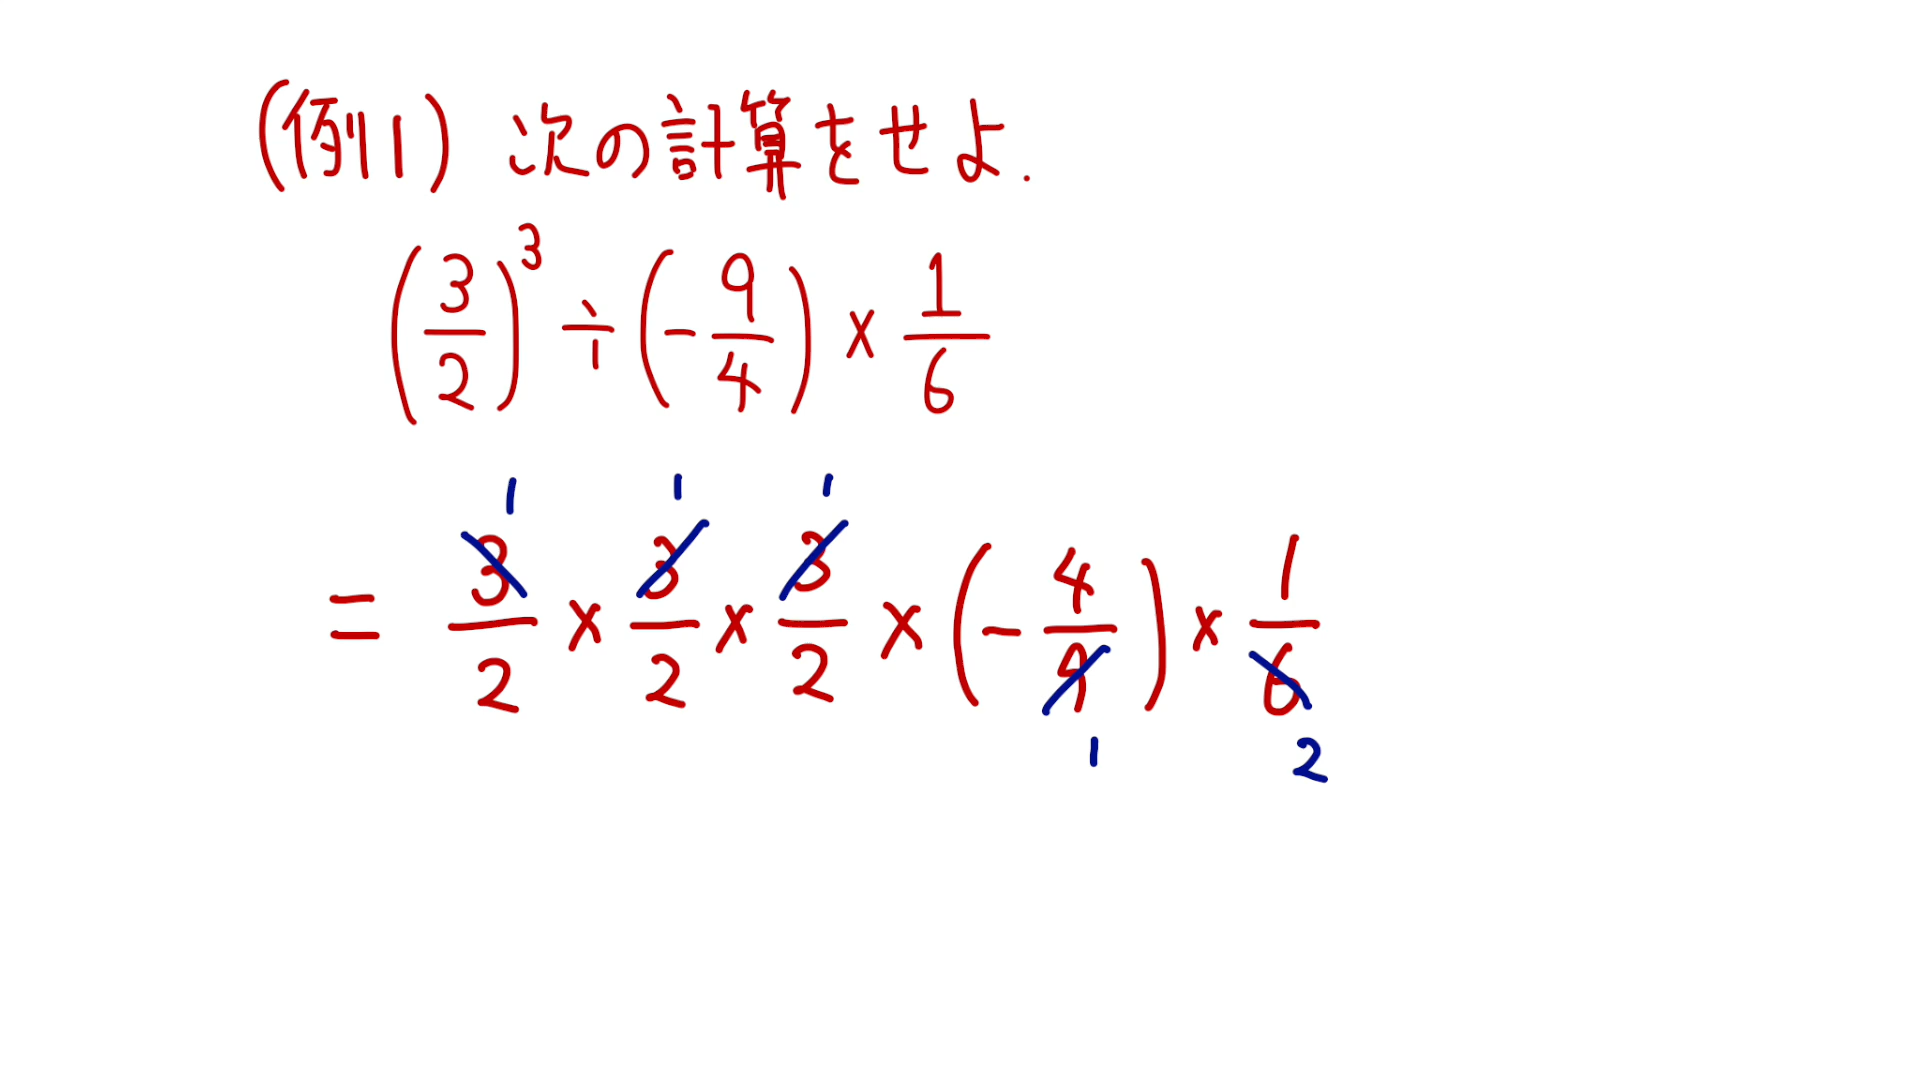 (例11) 次の計算をせよ.
(3/2)^3 ÷ (-9/4) × 1/6
1 1 1
= 3/2 × 3/2 × 3/2 × (-4/9) × 1/6
1 2